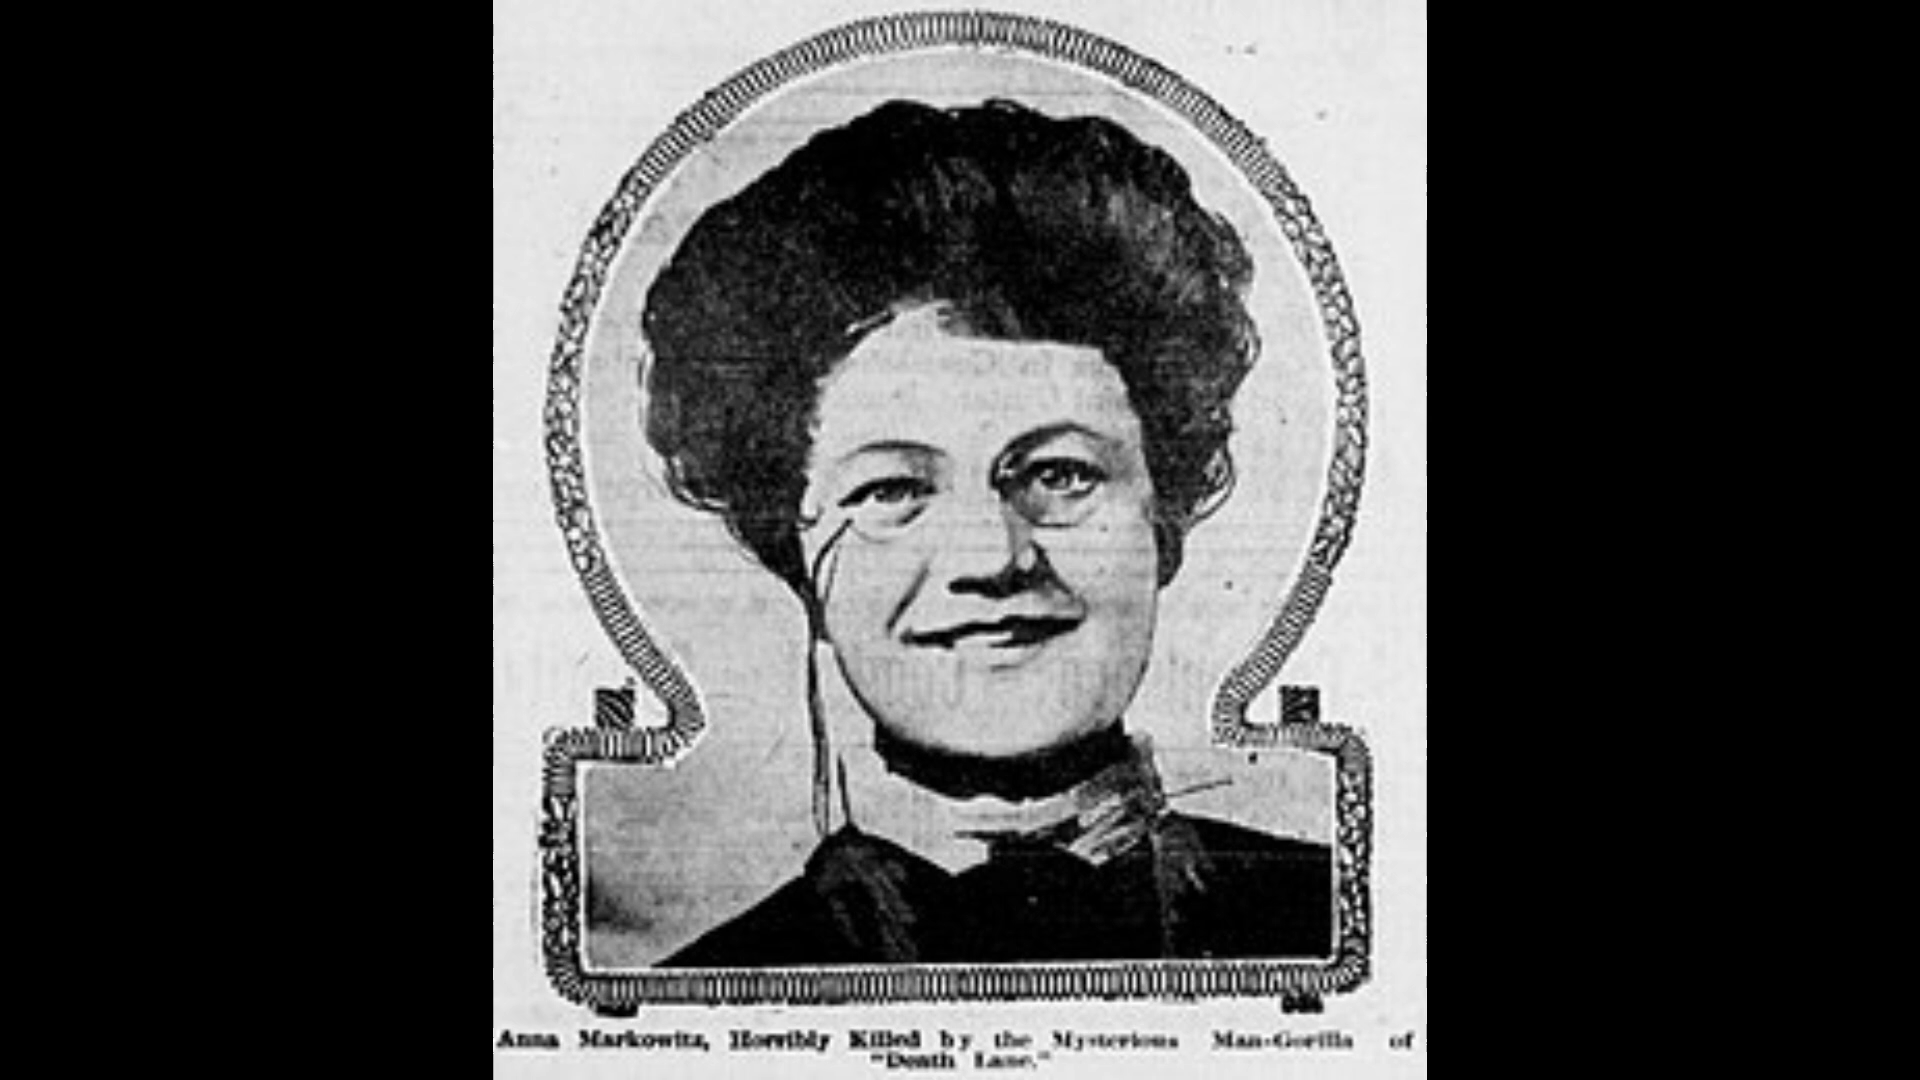 Anna Markowitz, Horribly Killed by the Mysterious Man-Gorilla of
"Death Lane."